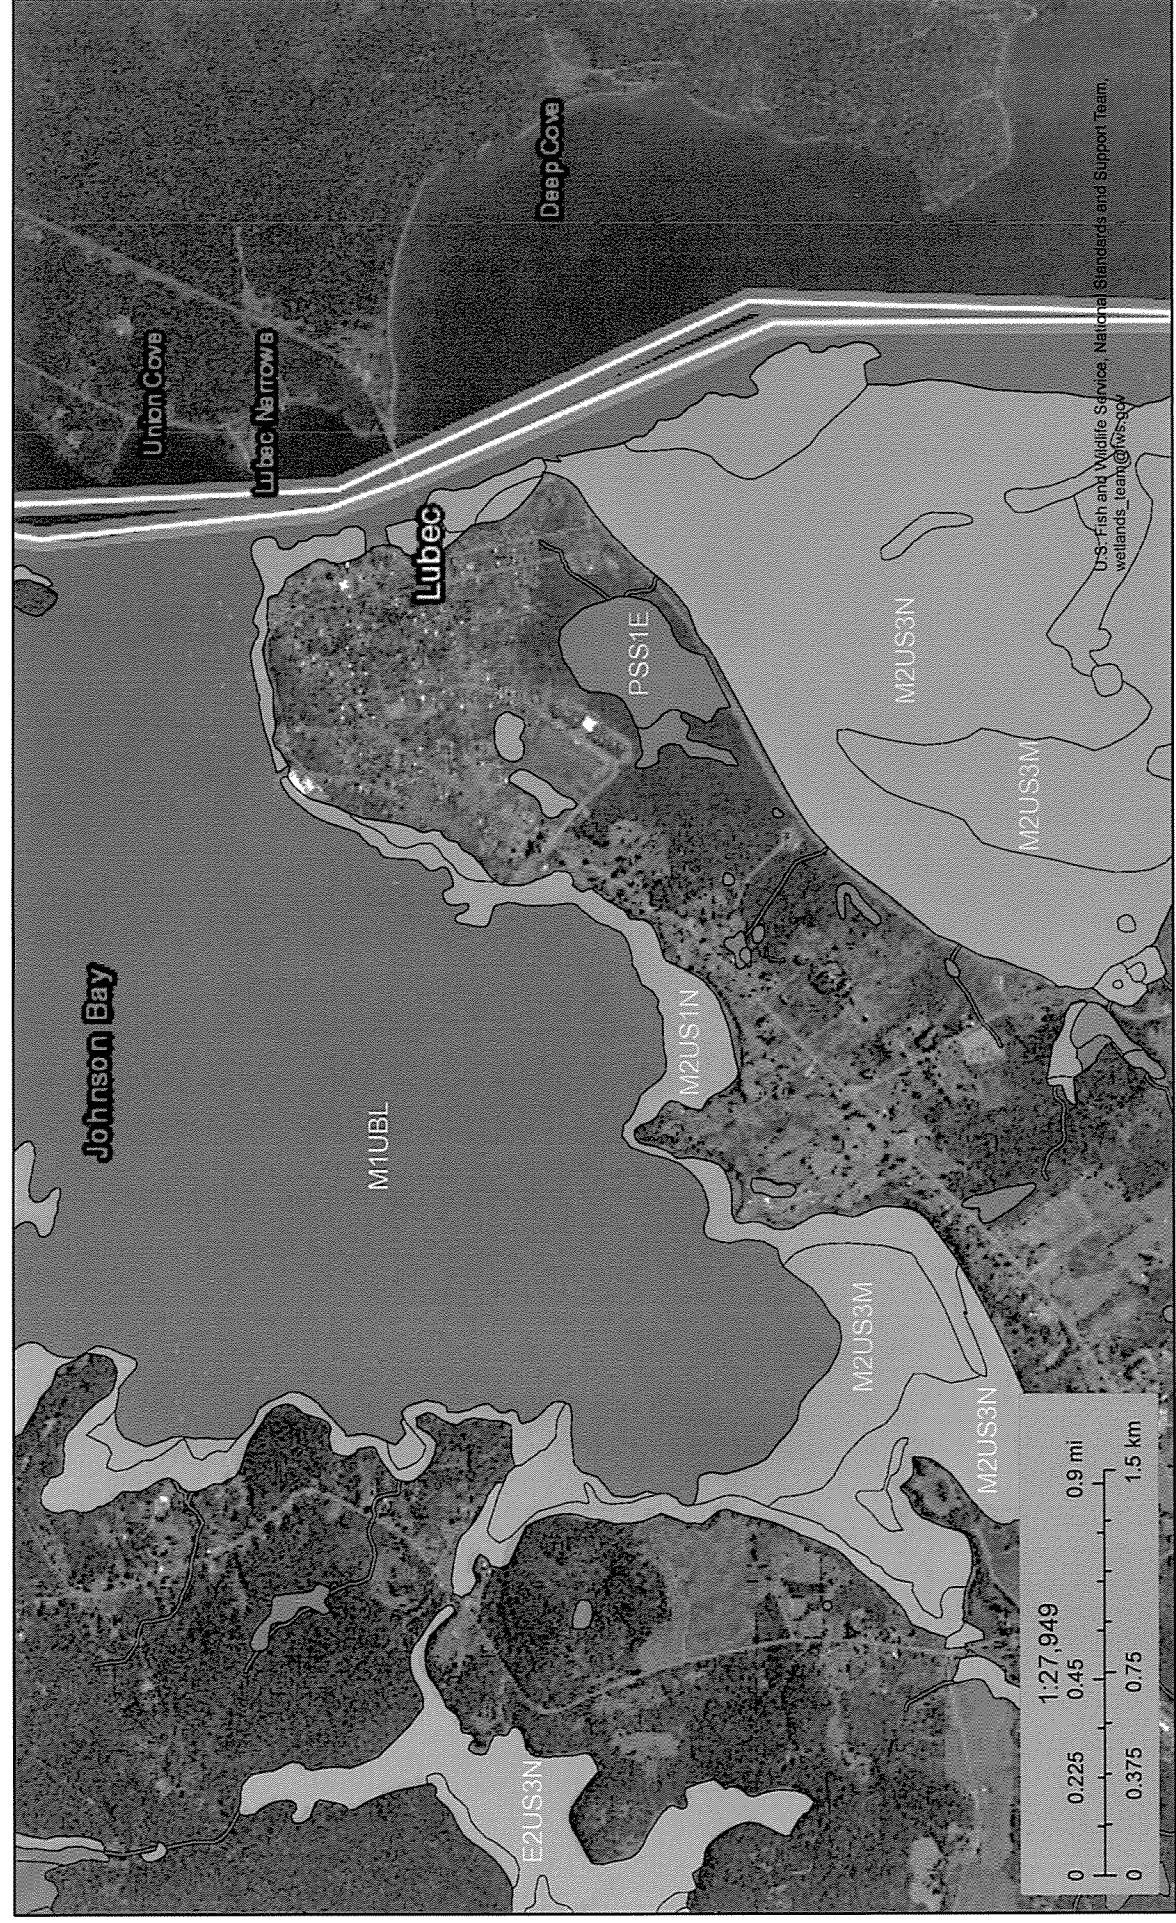 Johnson Bay
Union Cove
Lubec Narrows
Deep Cove
Lubec
M1UBL
PSS1E
M2US1N
M2US3N
M2US3M
M2US3M
M2US3N
E2US3N
1:27,949
0 0.225 0.45 0.9 mi
0 0.375 0.75 1.5 km
U.S. Fish and Wildlife Service, National Standards and Support Team,
wetlands_team@fws.gov